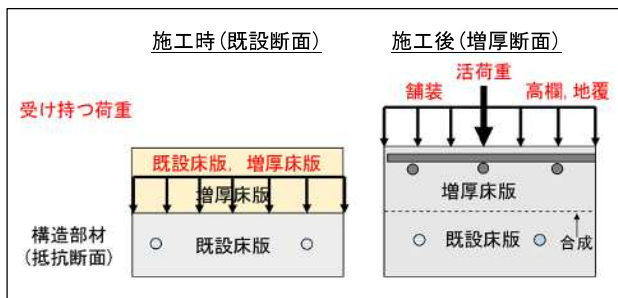 施工時(既設断面)
施工後(増厚断面)
活荷重
舗装
高欄, 地覆
受け持つ荷重
既設床版, 増厚床版
増厚床版
増厚床版
構造部材
(抵抗断面)
既設床版
既設床版
合成